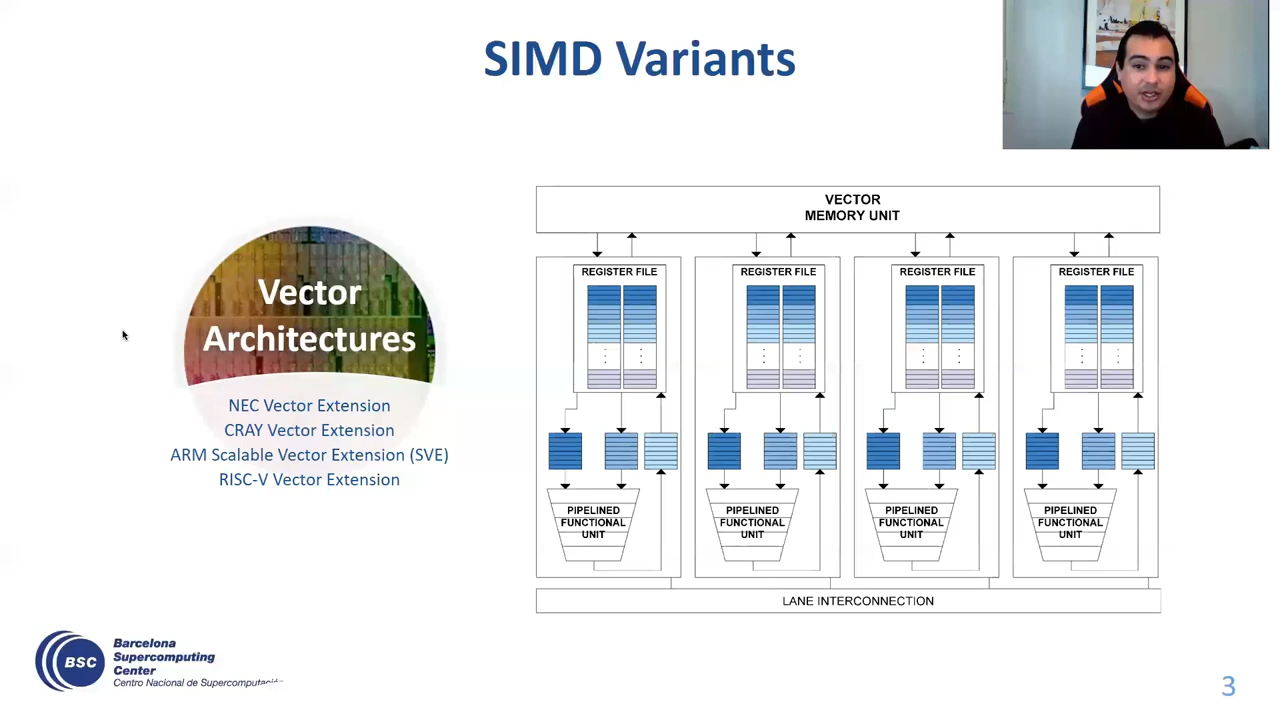 SIMD Variants
Vector
Architectures
NEC Vector Extension
CRAY Vector Extension
ARM Scalable Vector Extension (SVE)
RISC-V Vector Extension
VECTOR
MEMORY UNIT
REGISTER FILE
REGISTER FILE
REGISTER FILE
REGISTER FILE
PIPELINED
FUNCTIONAL
UNIT
PIPELINED
FUNCTIONAL
UNIT
PIPELINED
FUNCTIONAL
UNIT
PIPELINED
FUNCTIONAL
UNIT
LANE INTERCONNECTION
BSC
Barcelona
Supercomputing
Center
Centro Nacional de Supercomputación
3